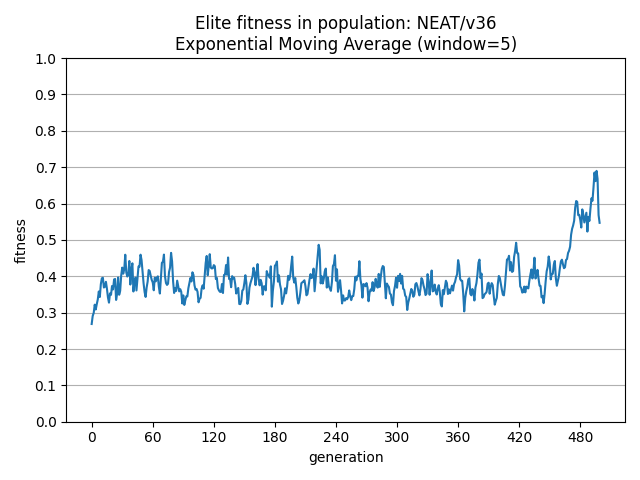 Elite fitness in population: NEAT/v36
Exponential Moving Average (window=5)
1.0
0.9
0.8
0.7
0.6
0.5
0.4
0.3
0.2
0.1
0.0
fitness
0 60 120 180 240 300 360 420 480
generation